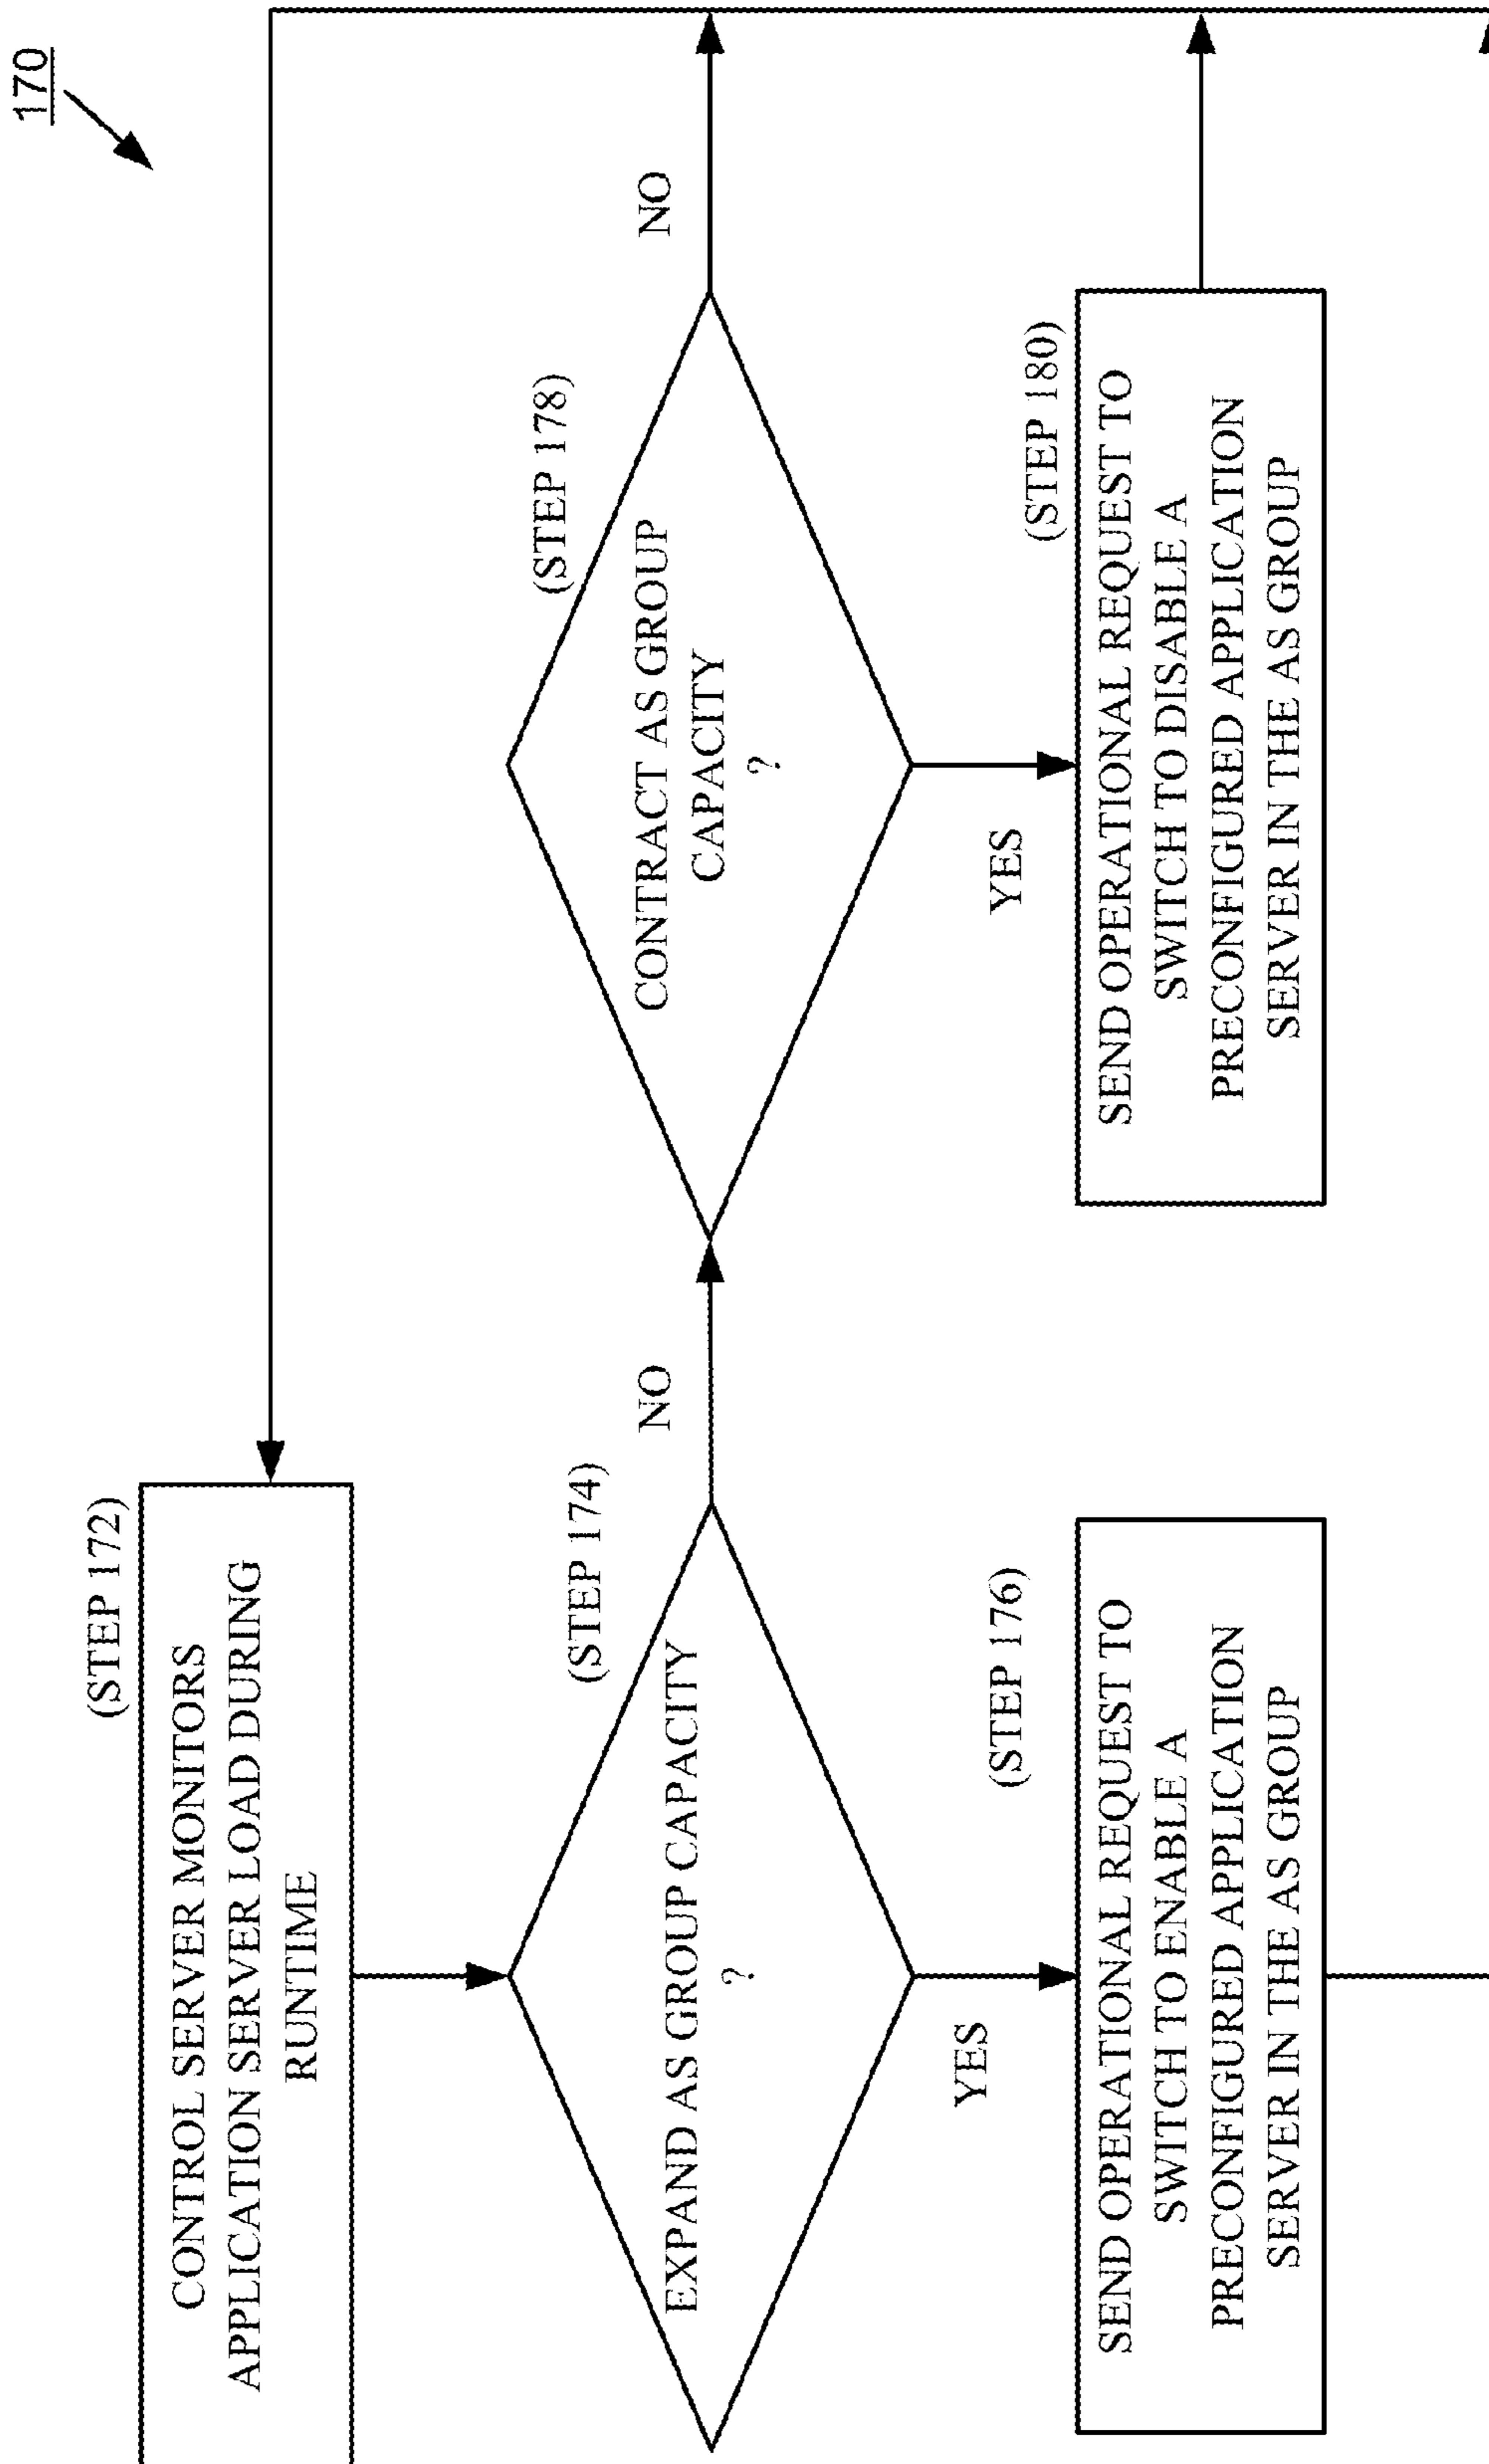 170
(STEP 172)
CONTROL SERVER MONITORS
APPLICATION SERVER LOAD DURING
RUNTIME
(STEP 174)
EXPAND AS GROUP CAPACITY
?
NO
YES
(STEP 176)
SEND OPERATIONAL REQUEST TO
SWITCH TO ENABLE A
PRECONFIGURED APPLICATION
SERVER IN THE AS GROUP
(STEP 178)
CONTRACT AS GROUP
CAPACITY
?
NO
YES
(STEP 180)
SEND OPERATIONAL REQUEST TO
SWITCH TO DISABLE A
PRECONFIGURED APPLICATION
SERVER IN THE AS GROUP